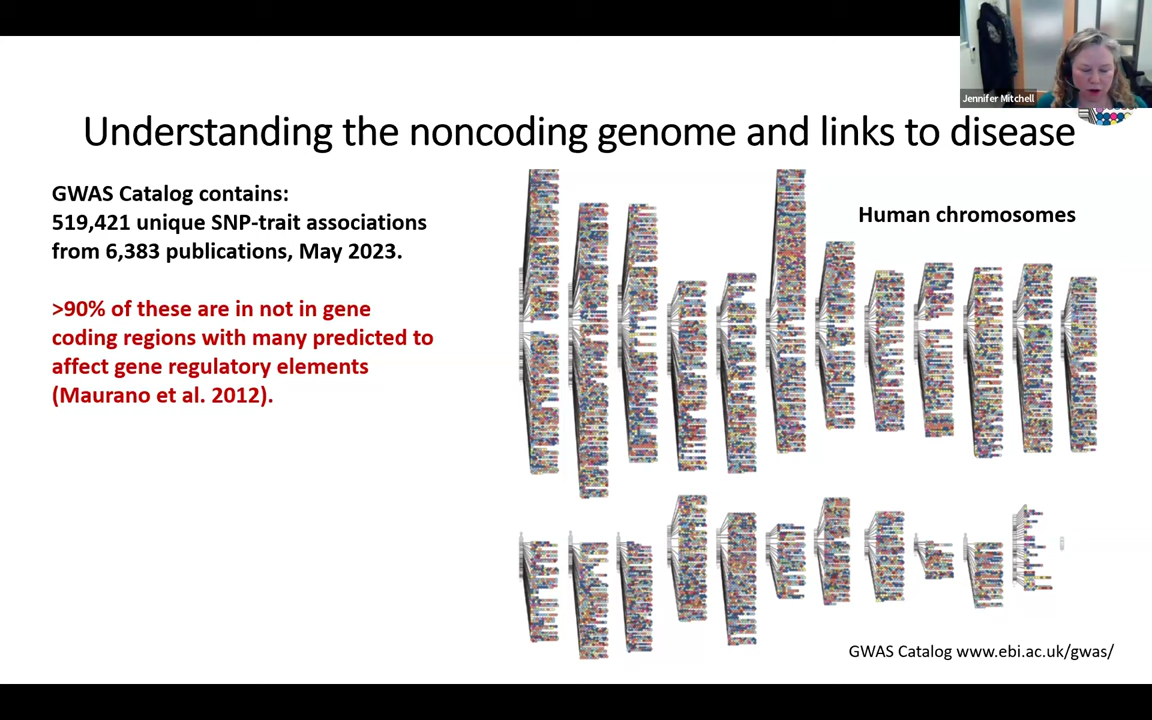 Jennifer Mitchell
Understanding the noncoding genome and links to disease
GWAS Catalog contains:
519,421 unique SNP-trait associations
from 6,383 publications, May 2023.
>90% of these are in not in gene
coding regions with many predicted to
affect gene regulatory elements
(Maurano et al. 2012).
Human chromosomes
GWAS Catalog www.ebi.ac.uk/gwas/